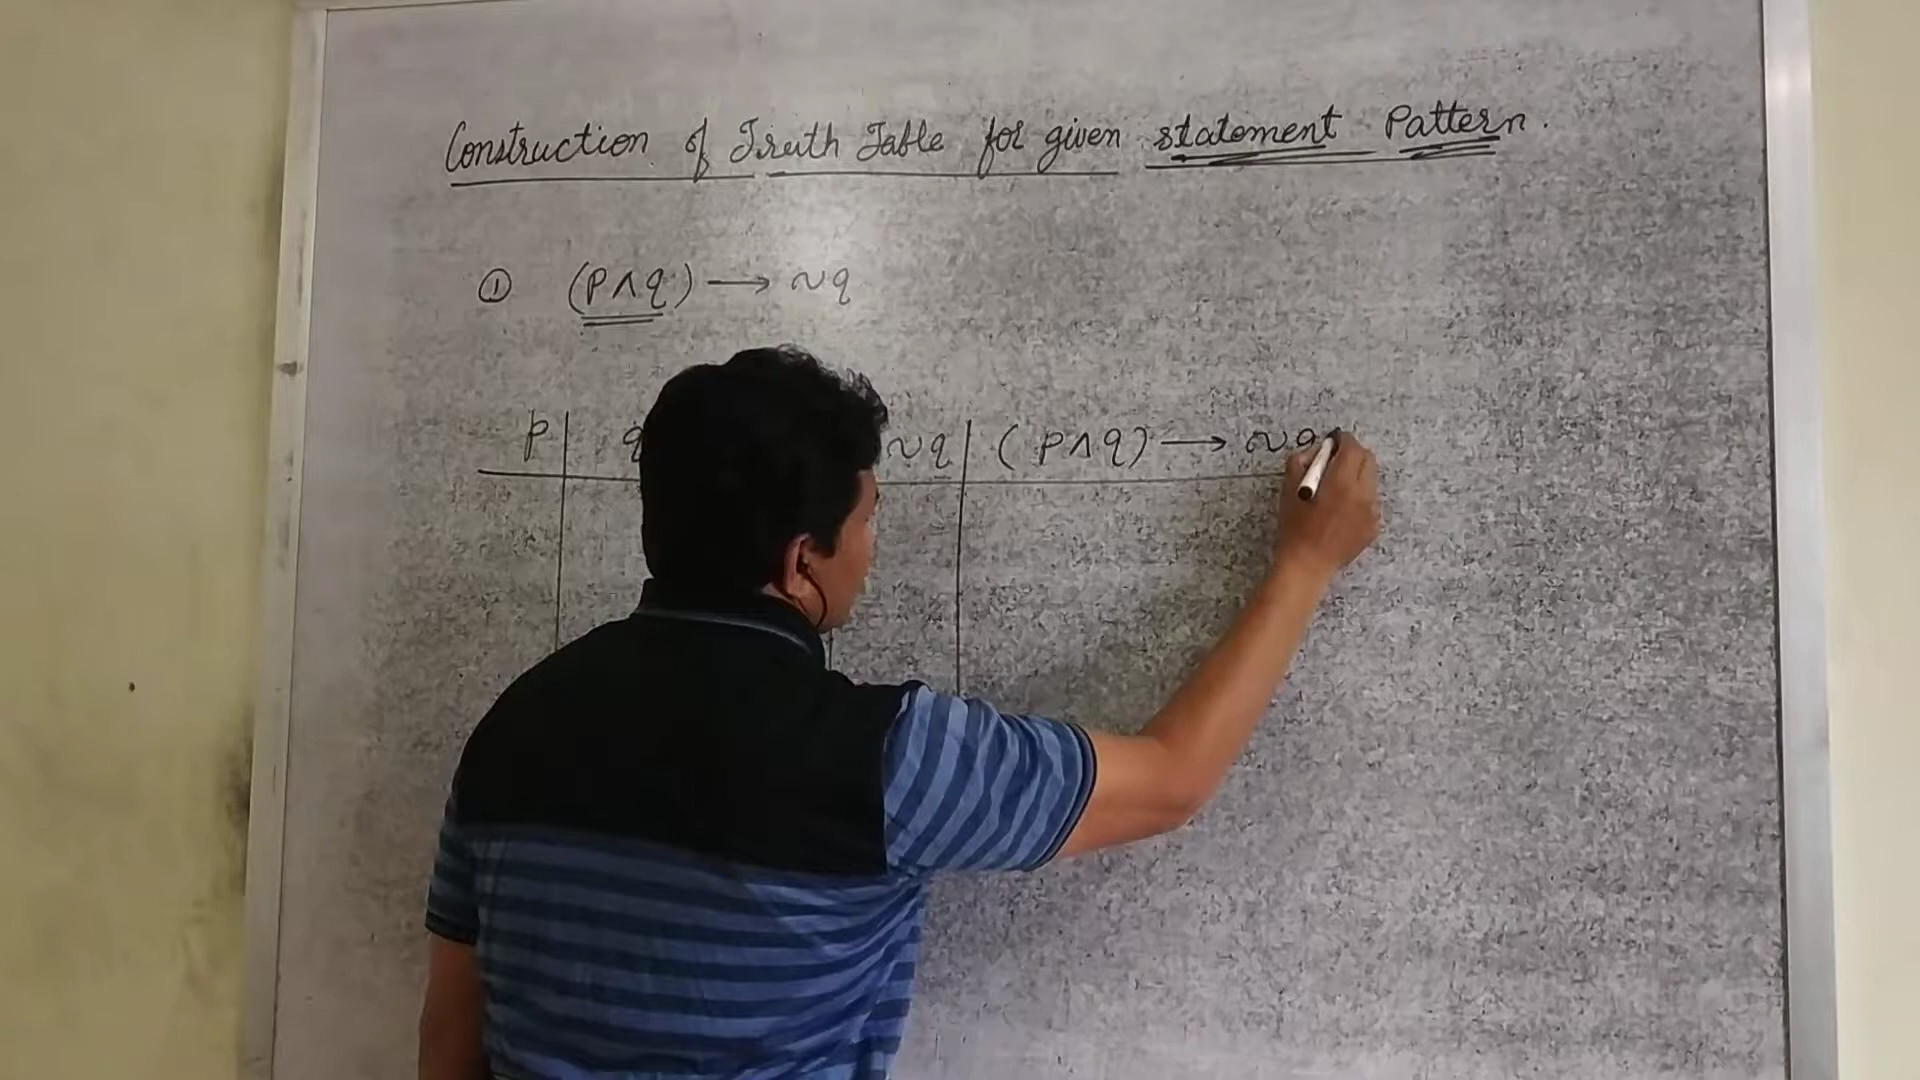 Construction of Truth Table for given statement Pattern.
① (p∧q) → ~q
p | q ~q | (p∧q) → ~q